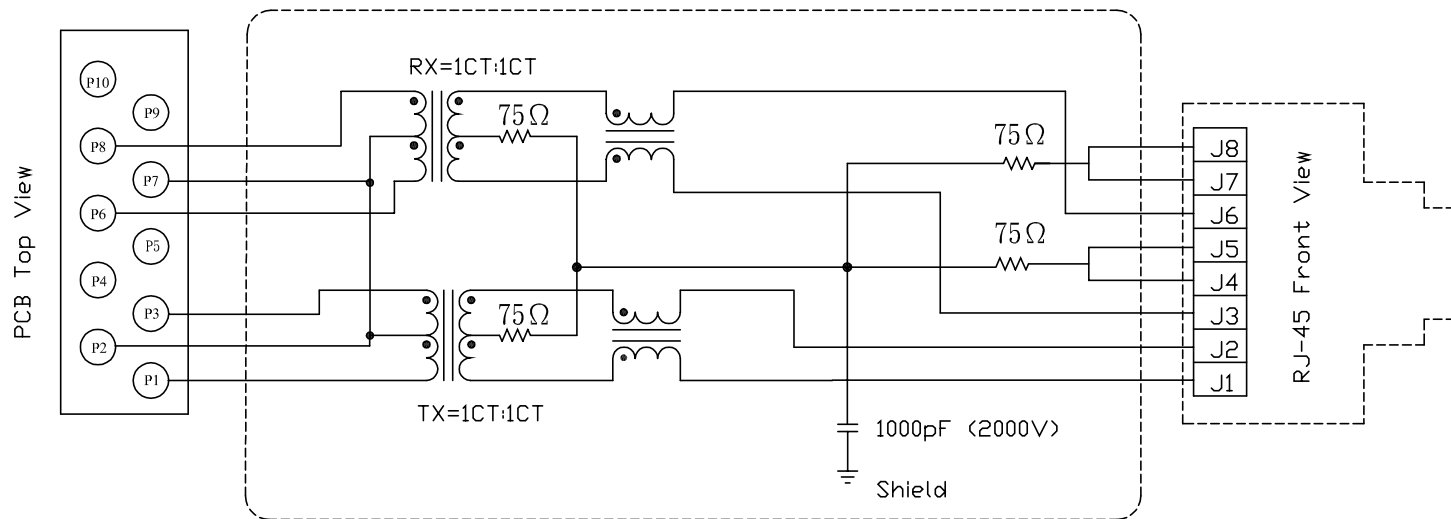 PCB Top View
P10
P9
P8
P7
P6
P5
P4
P3
P2
P1
RX=1CT:1CT
75Ω
75Ω
TX=1CT:1CT
75Ω
75Ω
1000pF (2000V)
Shield
J8
J7
J6
J5
J4
J3
J2
J1
RJ-45 Front View